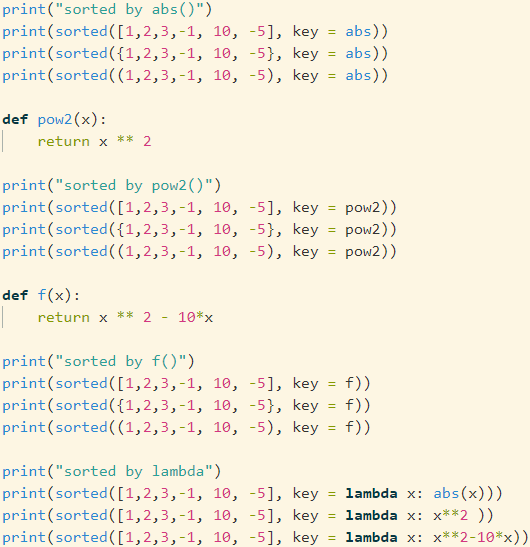 print("sorted by abs()")
print(sorted([1,2,3,-1, 10, -5], key = abs))
print(sorted({1,2,3,-1, 10, -5}, key = abs))
print(sorted((1,2,3,-1, 10, -5), key = abs))

def pow2(x):
    return x ** 2

print("sorted by pow2()")
print(sorted([1,2,3,-1, 10, -5], key = pow2))
print(sorted({1,2,3,-1, 10, -5}, key = pow2))
print(sorted((1,2,3,-1, 10, -5), key = pow2))

def f(x):
    return x ** 2 - 10*x

print("sorted by f()")
print(sorted([1,2,3,-1, 10, -5], key = f))
print(sorted({1,2,3,-1, 10, -5}, key = f))
print(sorted((1,2,3,-1, 10, -5), key = f))

print("sorted by lambda")
print(sorted([1,2,3,-1, 10, -5], key = lambda x: abs(x)))
print(sorted([1,2,3,-1, 10, -5], key = lambda x: x**2 ))
print(sorted([1,2,3,-1, 10, -5], key = lambda x: x**2-10*x))